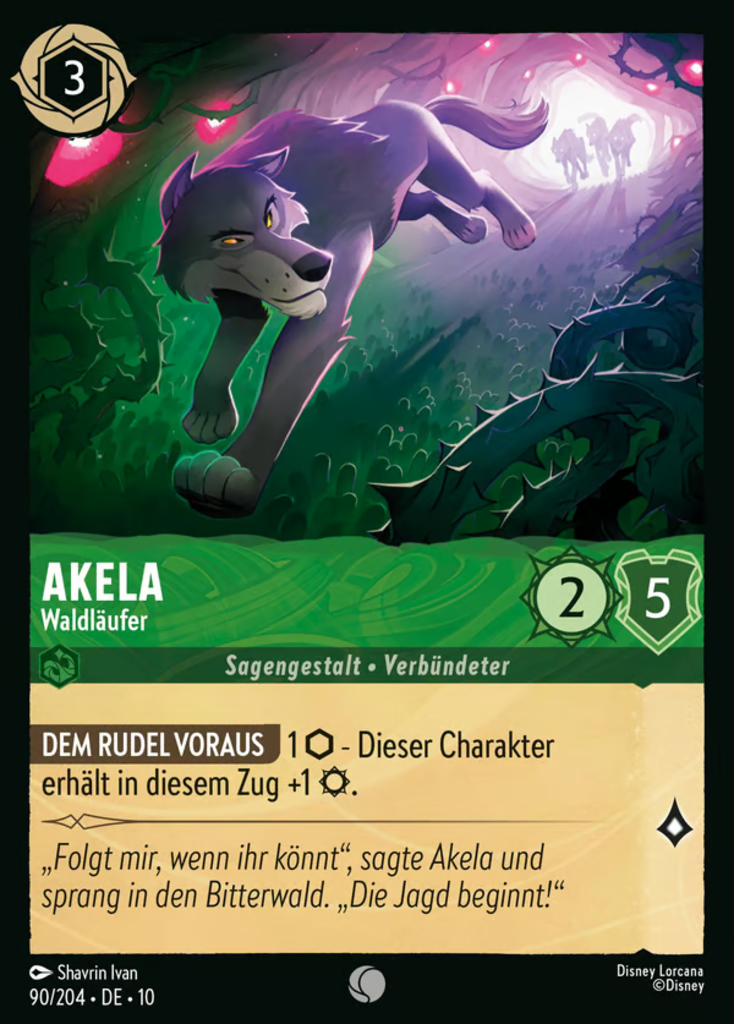 3
AKELA
Waldläufer
2
5
Sagengestalt • Verbündeter
DEM RUDEL VORAUS 1 ⬡ - Dieser Charakter
erhält in diesem Zug +1 ¤.
„Folgt mir, wenn ihr könnt“, sagte Akela und
sprang in den Bitterwald. „Die Jagd beginnt!“
Shavrin Ivan
Disney Lorcana
90/204 • DE • 10
©Disney